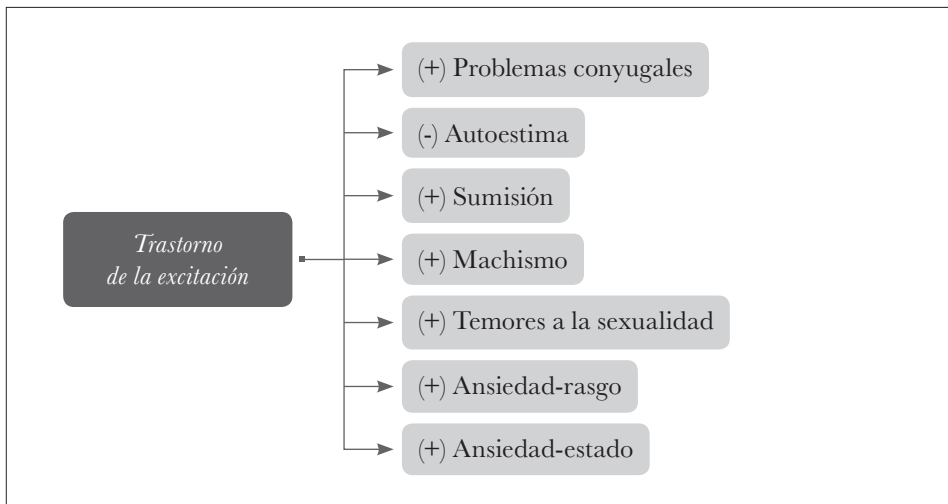 Trastorno
de la excitación
(+) Problemas conyugales
(-) Autoestima
(+) Sumisión
(+) Machismo
(+) Temores a la sexualidad
(+) Ansiedad-rasgo
(+) Ansiedad-estado